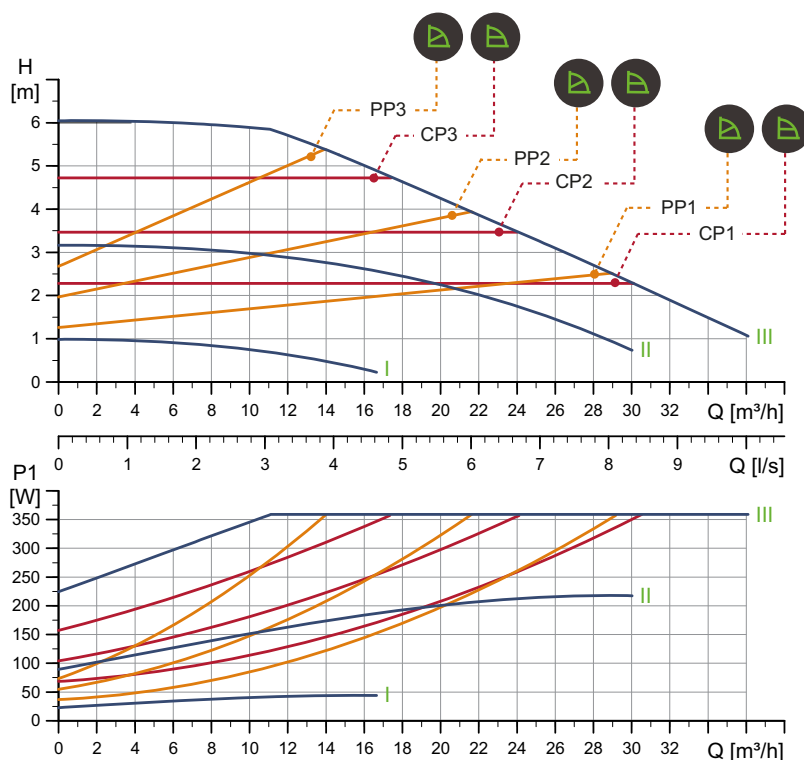 H
[m]
6
5
4
3
2
1
0
PP3
CP3
PP2
CP2
PP1
CP1
I
II
III
0 2 4 6 8 10 12 14 16 18 20 22 24 26 28 30 32 Q [m³/h]
0 1 2 3 4 5 6 7 8 9 Q [l/s]
P1
[W]
350
300
250
200
150
100
50
0
III
II
I
0 2 4 6 8 10 12 14 16 18 20 22 24 26 28 30 32 Q [m³/h]